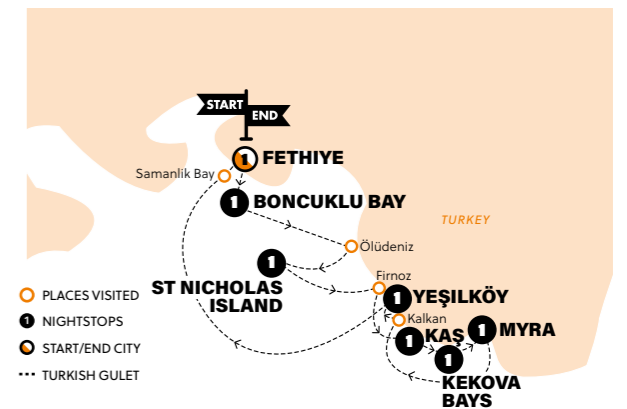 START
END
1 FETHIYE
Samanlik Bay
1 BONCUKLU BAY
TURKEY
Ölüdeniz
1
ST NICHOLAS
ISLAND
Firnoz
1 YEŞILKÖY
Kalkan
1 KAŞ
1 MYRA
1
KEKOVA
BAYS
PLACES VISITED
1 NIGHTSTOPS
START/END CITY
TURKISH GULET